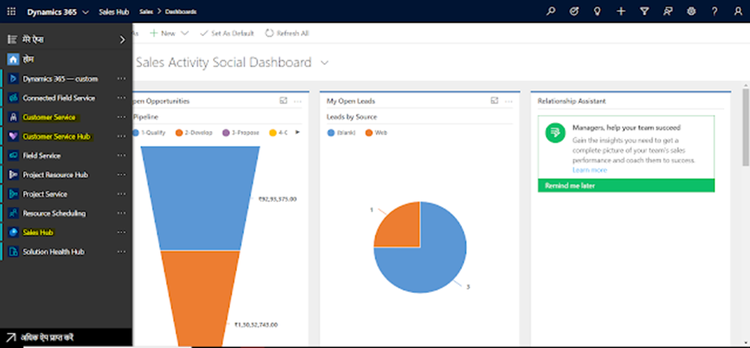 Dynamics 365 Sales Hub Sales > Dashboards
मेरे ऐप्स
New Set As Default Refresh All
होम
Sales Activity Social Dashboard
Dynamics 365 — custom
Connected Field Service
Customer Service
Customer Service Hub
Field Service
Project Resource Hub
Project Service
Resource Scheduling
Sales Hub
Solution Health Hub
अधिक ऐप प्राप्त करें
pen Opportunities
Pipeline
1-Qualify 2-Develop 3-Propose 4-C
₹92,93,373.00
₹1,30,52,743.00
My Open Leads
Leads by Source
(blank) Web
1
3
Relationship Assistant
Managers, help your team succeed
Gain the insights you need to get a
complete picture of your team's sales
performance and coach them to success.
Learn more
Remind me later